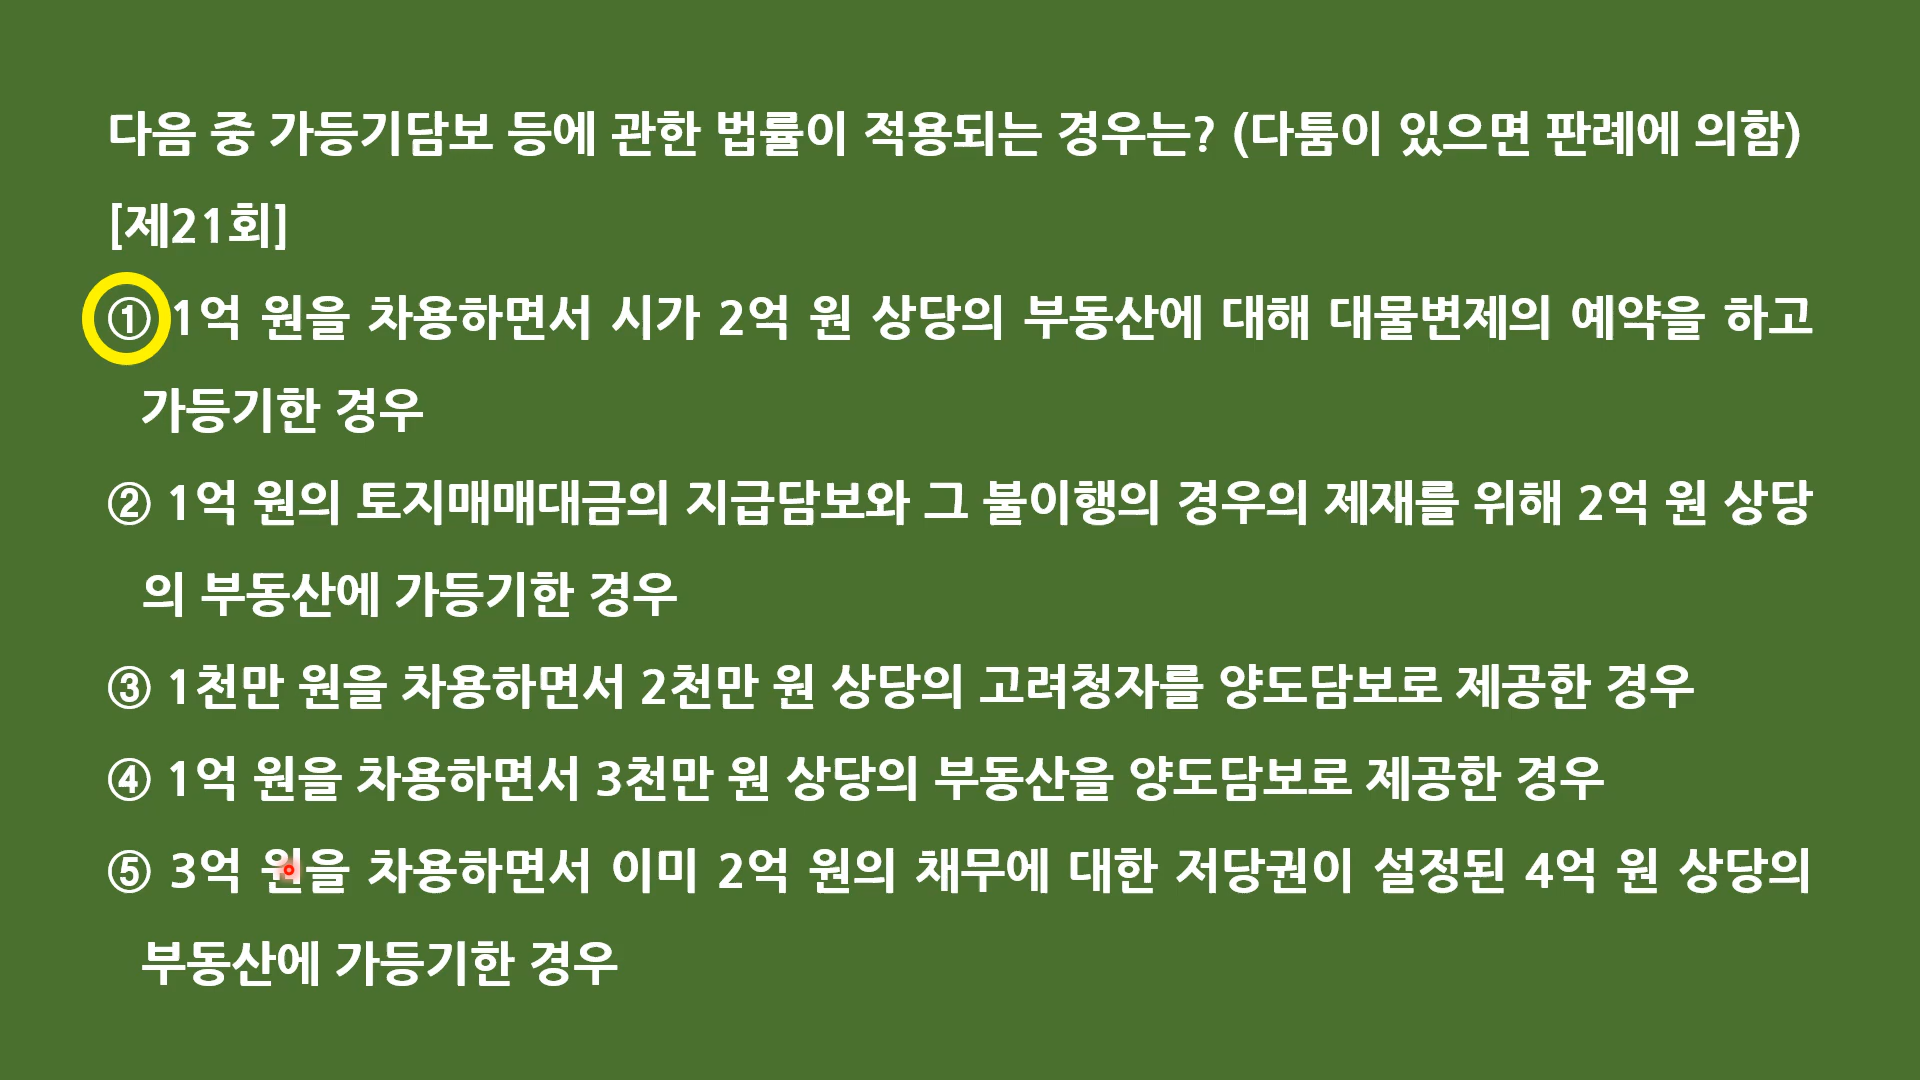 다음 중 가등기담보 등에 관한 법률이 적용되는 경우는? (다툼이 있으면 판례에 의함)
[제21회]
① 1억 원을 차용하면서 시가 2억 원 상당의 부동산에 대해 대물변제의 예약을 하고
가등기한 경우
② 1억 원의 토지매매대금의 지급담보와 그 불이행의 경우의 제재를 위해 2억 원 상당
의 부동산에 가등기한 경우
③ 1천만 원을 차용하면서 2천만 원 상당의 고려청자를 양도담보로 제공한 경우
④ 1억 원을 차용하면서 3천만 원 상당의 부동산을 양도담보로 제공한 경우
⑤ 3억 원을 차용하면서 이미 2억 원의 채무에 대한 저당권이 설정된 4억 원 상당의
부동산에 가등기한 경우